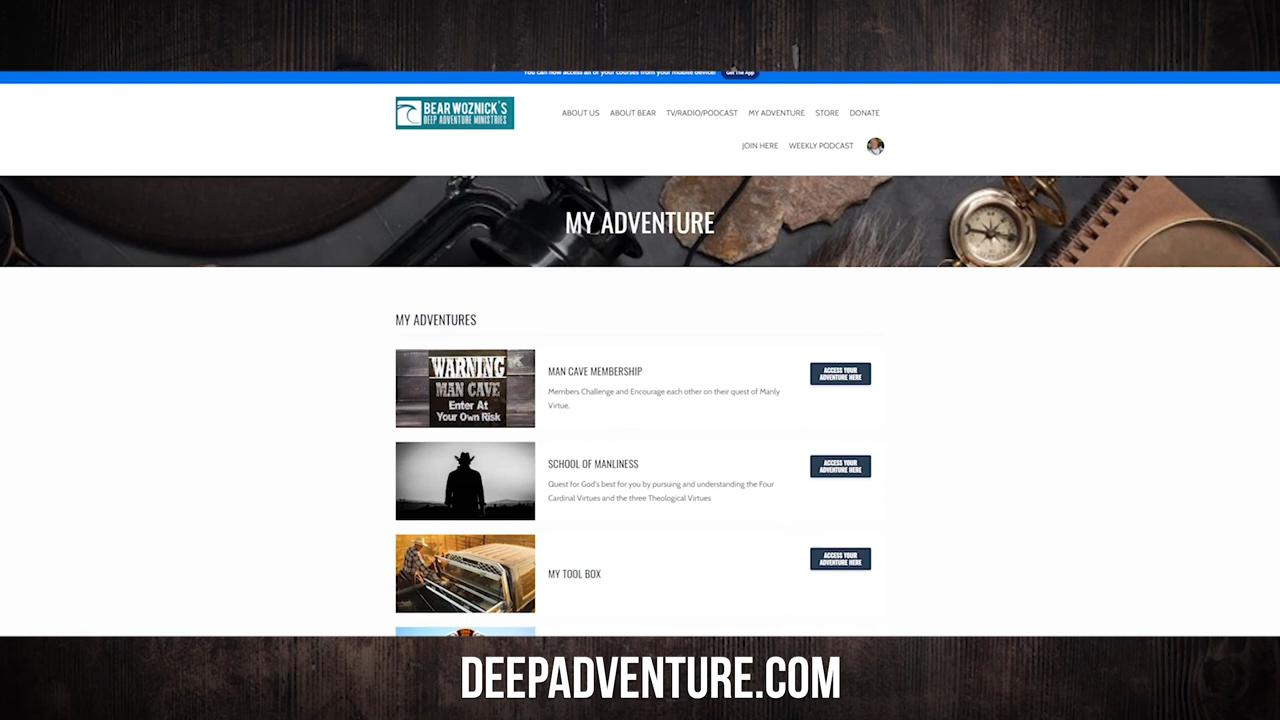 You can now access all of your courses from your mobile device!
Get The App
BEAR WOZNICK'S
DEEP ADVENTURE MINISTRIES
ABOUT US ABOUT BEAR TV/RADIO/PODCAST MY ADVENTURE STORE DONATE
JOIN HERE WEEKLY PODCAST
MY ADVENTURE
MY ADVENTURES
WARNING
MAN CAVE
Enter At
Your Own Risk
MAN CAVE MEMBERSHIP
Members Challenge and Encourage each other on their quest of Manly
Virtue.
ACCESS YOUR
ADVENTURE HERE
SCHOOL OF MANLINESS
Quest for God's best for you by pursuing and understanding the Four
Cardinal Virtues and the three Theological Virtues
ACCESS YOUR
ADVENTURE HERE
MY TOOL BOX
ACCESS YOUR
ADVENTURE HERE
DEEPADVENTURE.COM